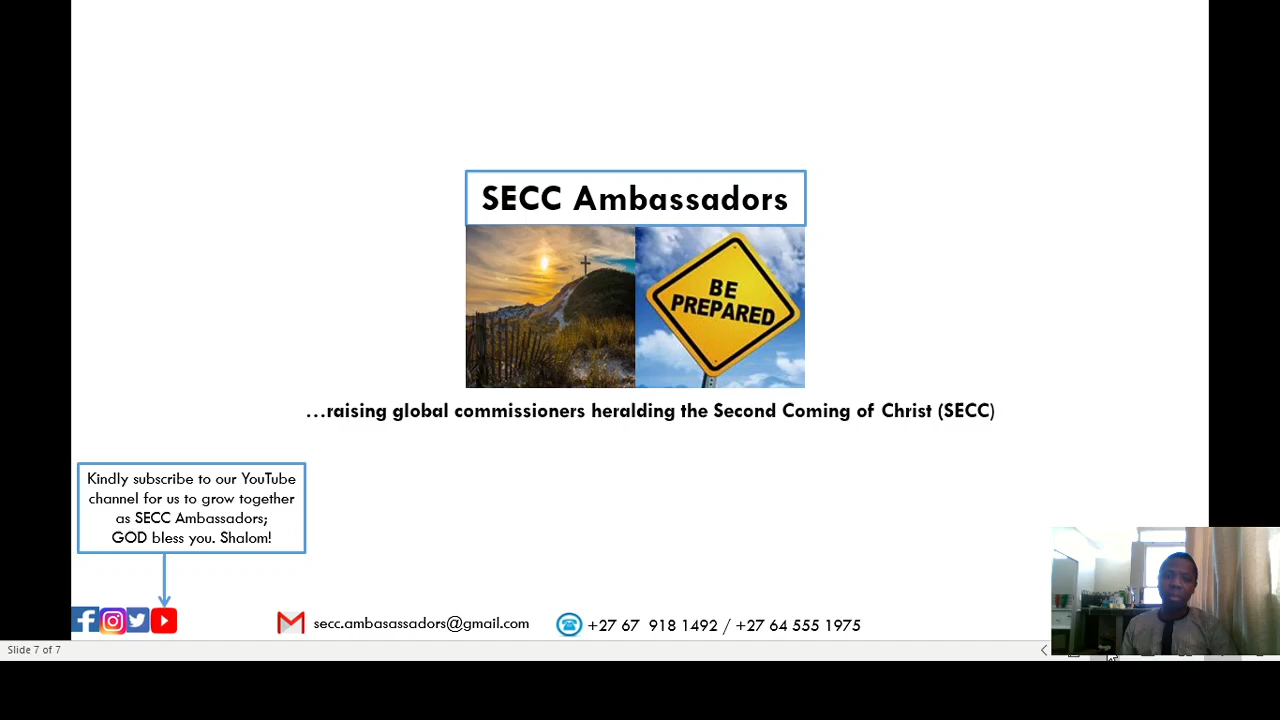 SECC Ambassadors
BE
PREPARED
...raising global commissioners heralding the Second Coming of Christ (SECC)
Kindly subscribe to our YouTube
channel for us to grow together
as SECC Ambassadors;
GOD bless you. Shalom!
secc.ambasassadors@gmail.com
+27 67 918 1492 / +27 64 555 1975
Slide 7 of 7